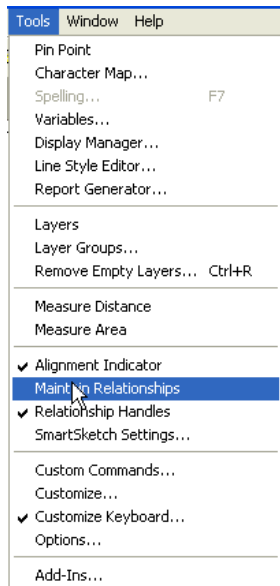 Tools Window Help
Pin Point
Character Map...
Spelling... F7
Variables...
Display Manager...
Line Style Editor...
Report Generator...
Layers
Layer Groups...
Remove Empty Layers... Ctrl+R
Measure Distance
Measure Area
Alignment Indicator
Maintain Relationships
Relationship Handles
SmartSketch Settings...
Custom Commands...
Customize...
Customize Keyboard...
Options...
Add-Ins...